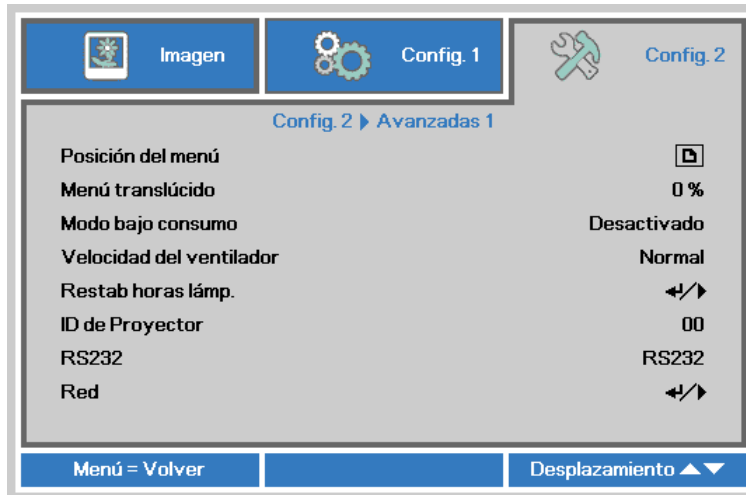 Imagen
Config. 1
Config. 2
Config. 2 Avanzadas 1
Posición del menú
Menú translúcido 0 %
Modo bajo consumo Desactivado
Velocidad del ventilador Normal
Restab horas lámp. /
ID de Proyector 00
RS232 RS232
Red /
Menú = Volver
Desplazamiento